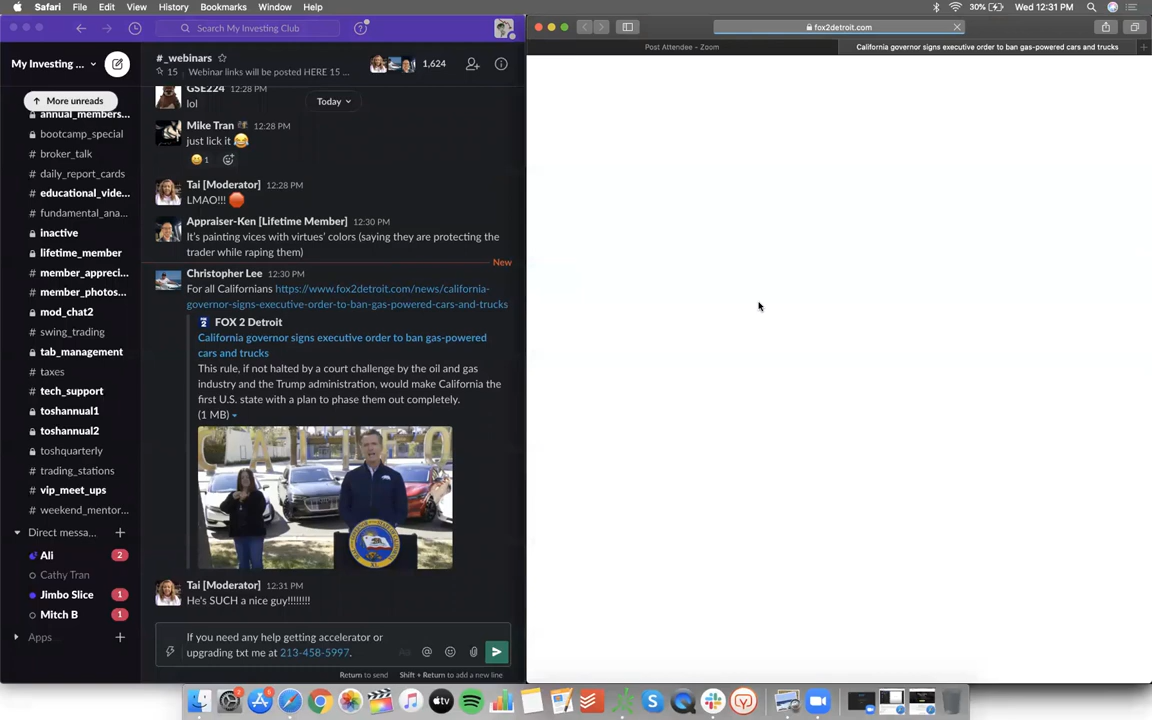 Safari File Edit View History Bookmarks Window Help 30% Wed 12:31 PM
Search My Investing Club
fox2detroit.com
Post Attendee - Zoom
California governor signs executive order to ban gas-powered cars and trucks
My Investing ...
More unreads
annual_members...
bootcamp_special
# broker_talk
# daily_report_cards
# educational_vide...
# fundamental_ana...
inactive
lifetime_member
# member_appreci...
# member_photos...
mod_chat2
# swing_trading
tab_management
# taxes
# tech_support
toshannual1
toshannual2
toshquarterly
# trading_stations
# vip_meet_ups
# weekend_mentor...
Direct messa...
Ali 2
Cathy Tran
Jimbo Slice 1
Mitch B 1
Apps
#_webinars
15 Webinar links will be posted HERE 15 ...
1,624
Today
GSE224 12:28 PM
lol
Mike Tran 12:28 PM
just lick it 😂
1
Tai [Moderator] 12:28 PM
LMAO!!!
Appraiser-Ken [Lifetime Member] 12:30 PM
It's painting vices with virtues' colors (saying they are protecting the
trader while raping them)
New
Christopher Lee 12:30 PM
For all Californians https://www.fox2detroit.com/news/california-
governor-signs-executive-order-to-ban-gas-powered-cars-and-trucks
FOX 2 Detroit
California governor signs executive order to ban gas-powered
cars and trucks
This rule, if not halted by a court challenge by the oil and gas
industry and the Trump administration, would make California the
first U.S. state with a plan to phase them out completely.
(1 MB)
Tai [Moderator] 12:31 PM
He's SUCH a nice guy!!!!!!!!
If you need any help getting accelerator or
upgrading txt me at 213-458-5997.
Return to send Shift + Return to add a new line